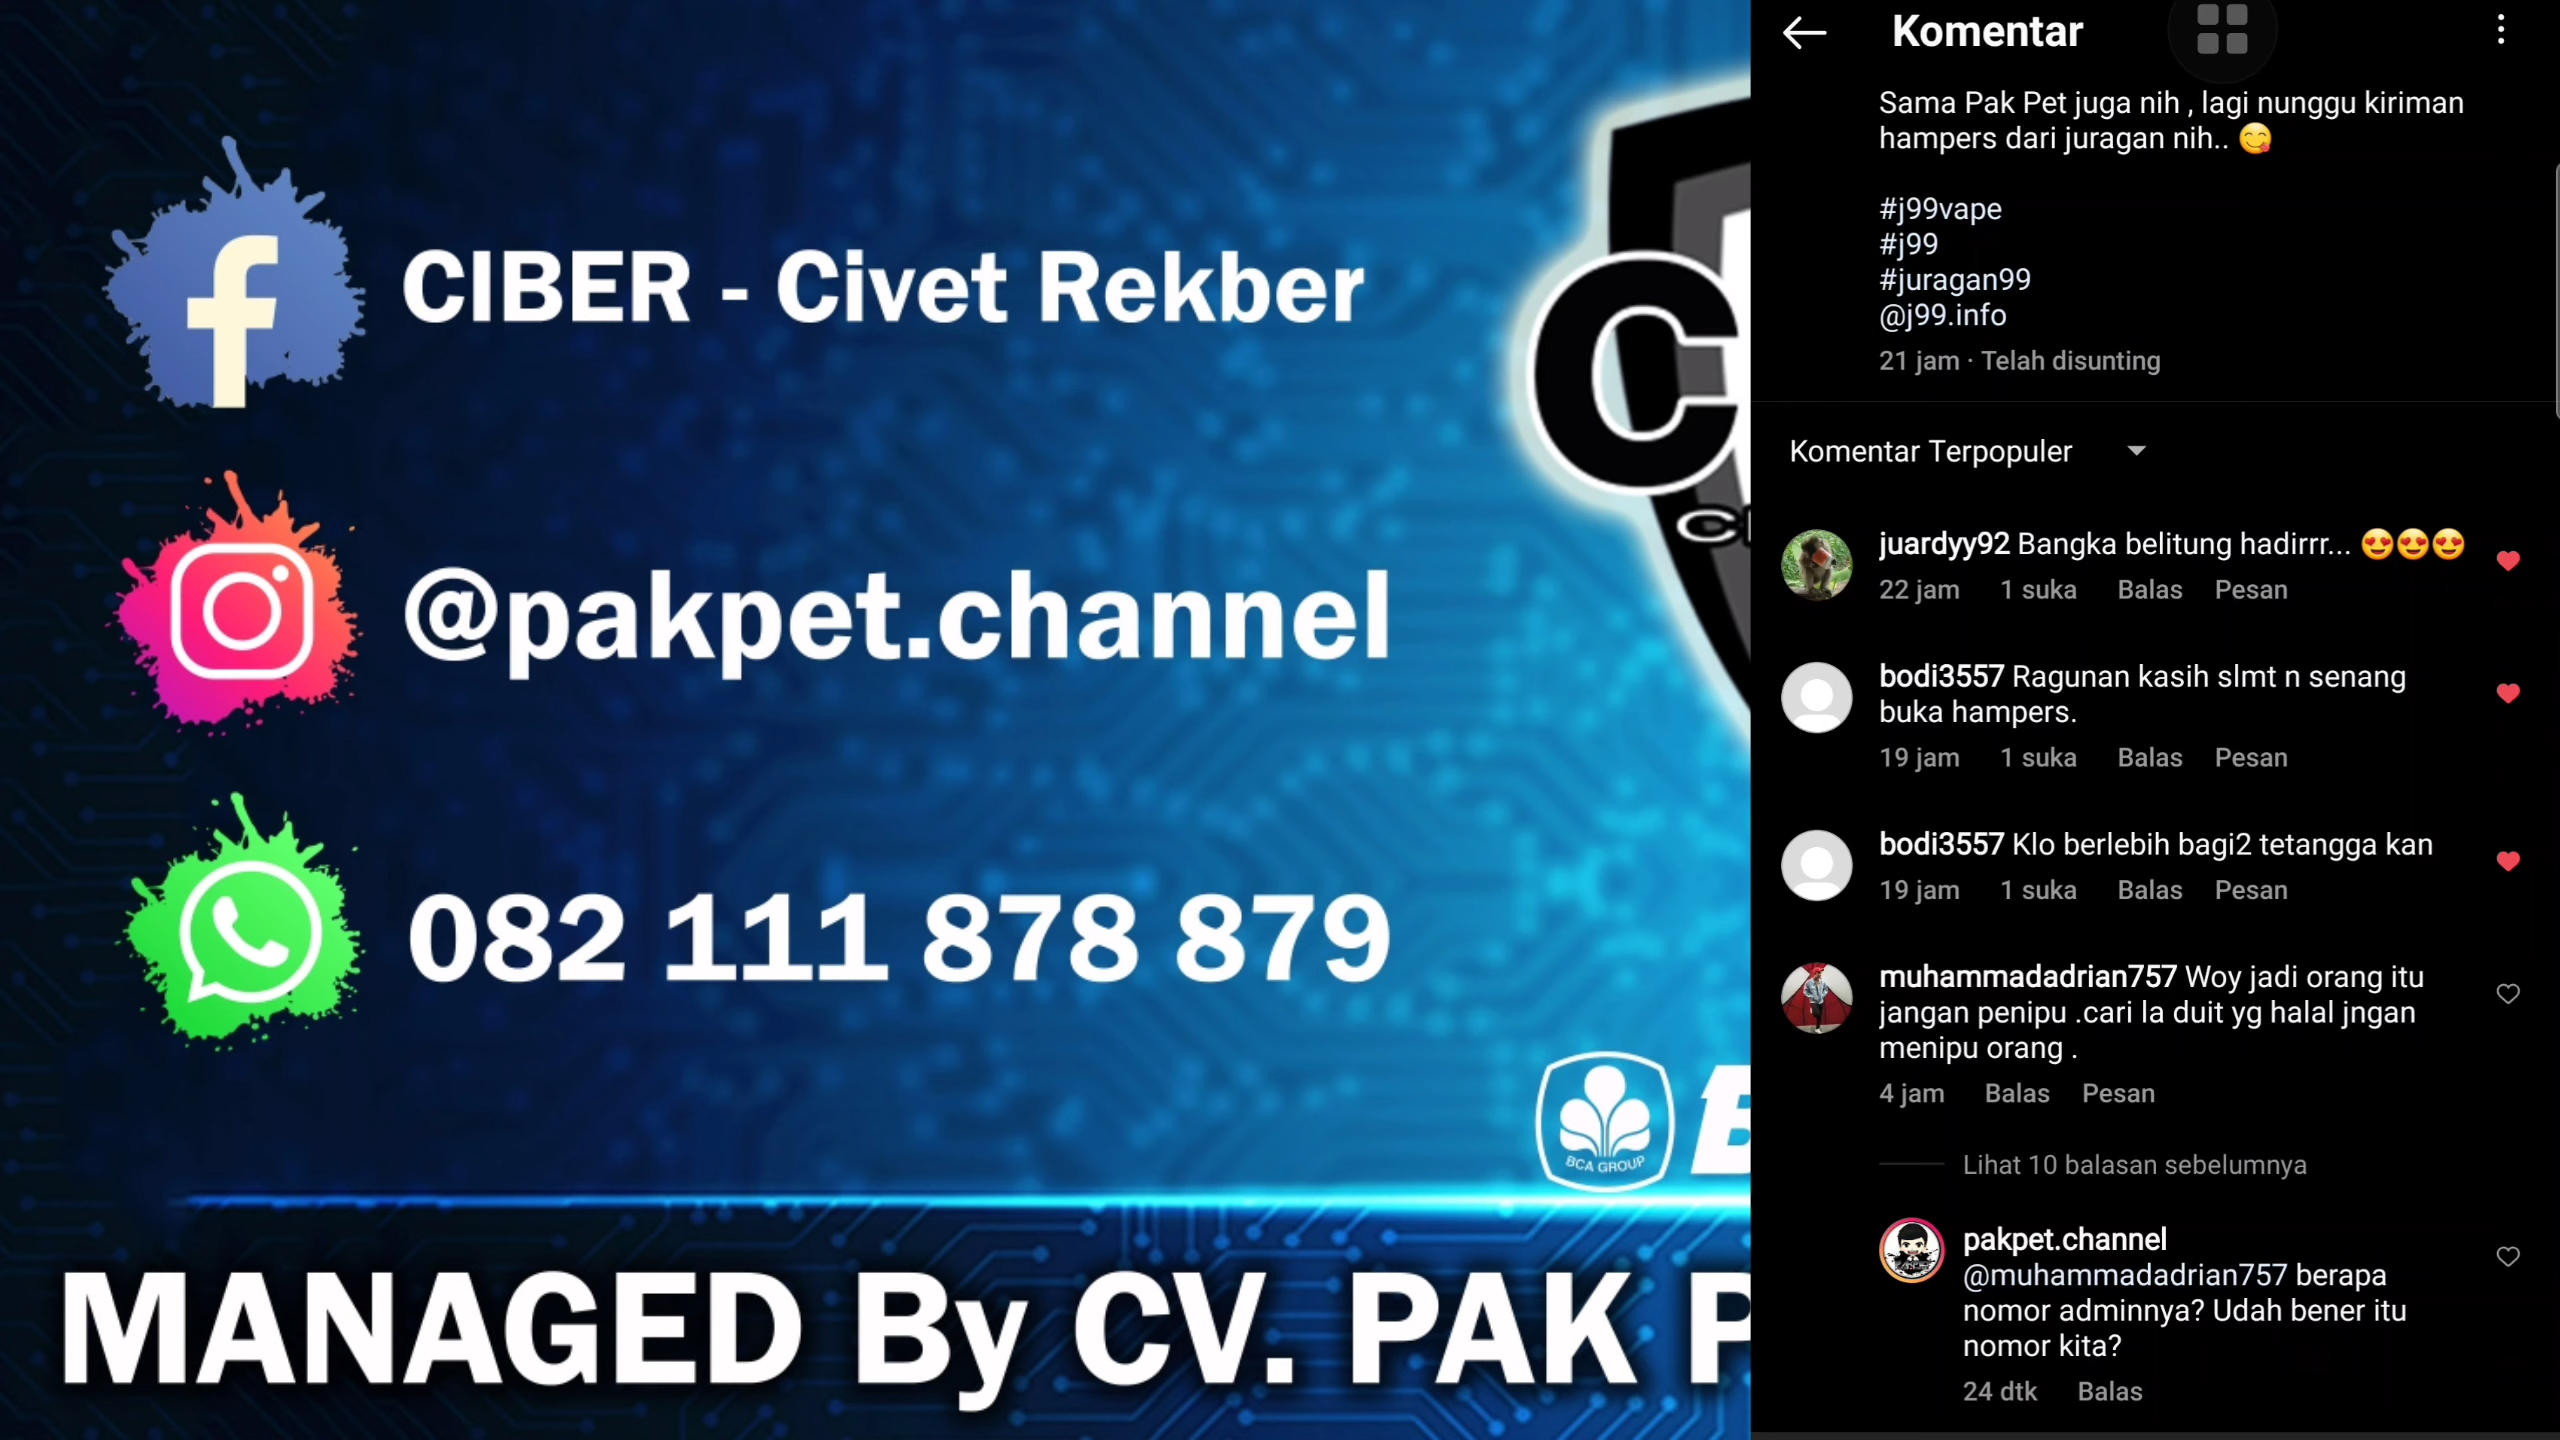 CIBER - Civet Rekber
@pakpet.channel
082 111 878 879
BCA GROUP
MANAGED By CV. PAK
Komentar
Sama Pak Pet juga nih , lagi nunggu kiriman
hampers dari juragan nih.. 😋
#j99vape
#j99
#juragan99
@j99.info
21 jam · Telah disunting
Komentar Terpopuler
juardyy92 Bangka belitung hadirrr... 😍😍😍
22 jam 1 suka Balas Pesan
bodi3557 Ragunan kasih slmt n senang
buka hampers.
19 jam 1 suka Balas Pesan
bodi3557 Klo berlebih bagi2 tetangga kan
19 jam 1 suka Balas Pesan
muhammadadrian757 Woy jadi orang itu
jangan penipu .cari la duit yg halal jngan
menipu orang .
4 jam Balas Pesan
Lihat 10 balasan sebelumnya
pakpet.channel
@muhammadadrian757 berapa
nomor adminnya? Udah bener itu
nomor kita?
24 dtk Balas